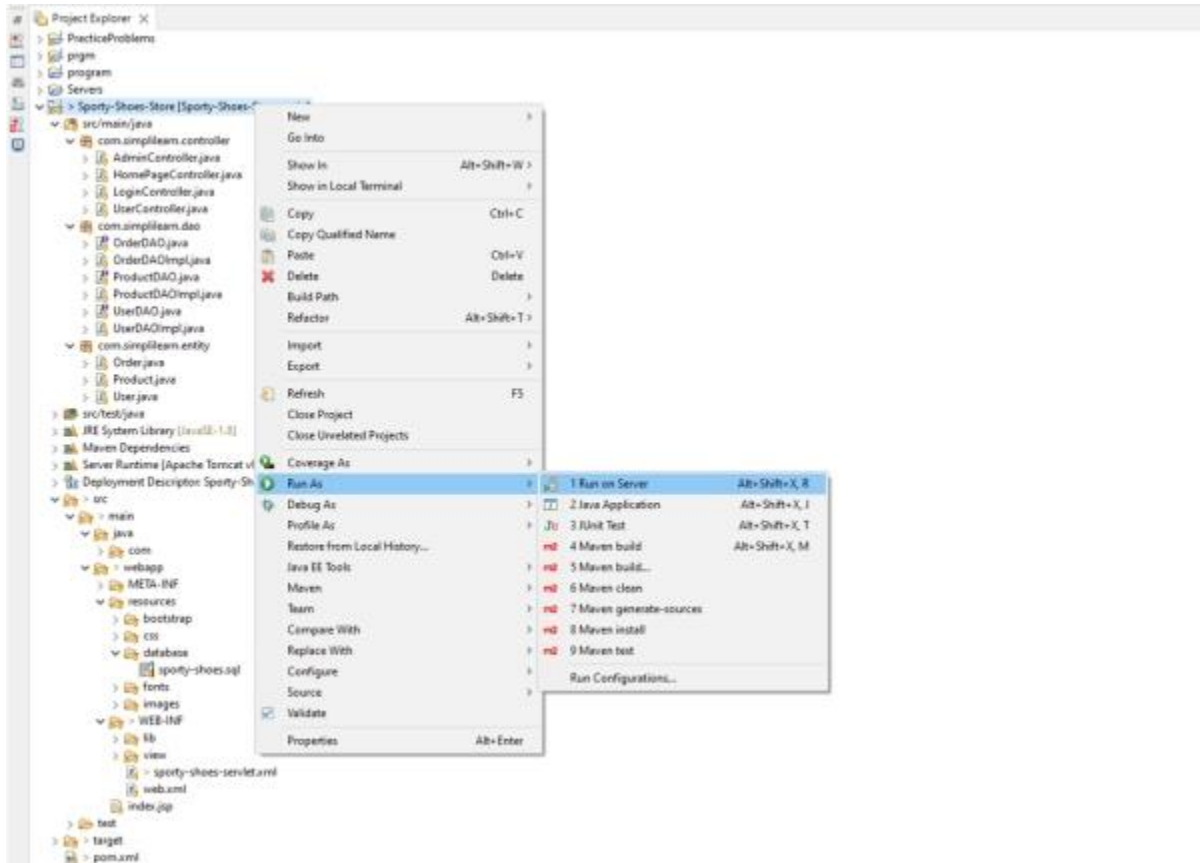 Project Explorer
PracticeProblems
prgm
program
Servers
> Sporty-Shoes-Store [Sporty-Shoes-
src/main/java
com.simplilearn.controller
AdminController.java
HomePageController.java
LoginController.java
UserController.java
com.simplilearn.dao
OrderDAO.java
OrderDAOImpl.java
ProductDAO.java
ProductDAOImpl.java
UserDAO.java
UserDAOImpl.java
com.simplilearn.entity
Order.java
Product.java
User.java
src/test/java
JRE System Library [JavaSE-1.8]
Maven Dependencies
Server Runtime [Apache Tomcat
Deployment Descriptor: Sporty-Sh
> src
> main
java
com
> webapp
META-INF
resources
bootstrap
css
database
sporty-shoes.sql
fonts
images
> WEB-INF
lib
view
> sporty-shoes-servlet.xml
web.xml
index.jsp
test
> target
> pom.xml
New
Go Into
Show In Alt+Shift+W >
Show in Local Terminal
Copy Ctrl+C
Copy Qualified Name
Paste Ctrl+V
Delete Delete
Build Path
Refactor Alt+Shift+T >
Import
Export
Refresh F5
Close Project
Close Unrelated Projects
Coverage As
Run As
Debug As
Profile As
Restore from Local History...
Java EE Tools
Maven
Team
Compare With
Replace With
Configure
Source
Validate
Properties Alt+Enter
1 Run on Server Alt+Shift+X, R
2 Java Application Alt+Shift+X, J
3 JUnit Test Alt+Shift+X, T
4 Maven build Alt+Shift+X, M
5 Maven build...
6 Maven clean
7 Maven generate-sources
8 Maven install
9 Maven test
Run Configurations...